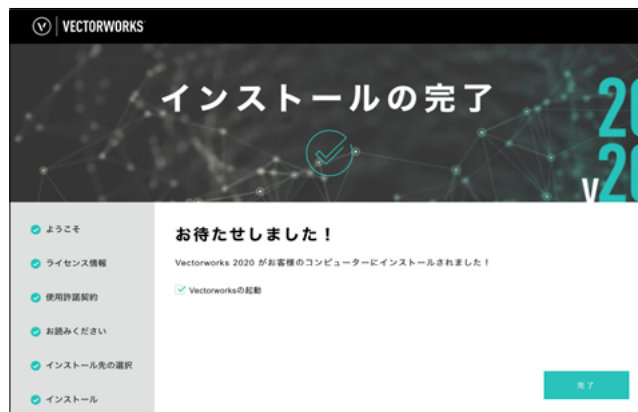 VECTORWORKS
インストールの完了
20
v20
ようこそ
ライセンス情報
使用許諾契約
お読みください
インストール先の選択
インストール
お待たせしました！
Vectorworks 2020 がお客様のコンピューターにインストールされました！
Vectorworksの起動
完了